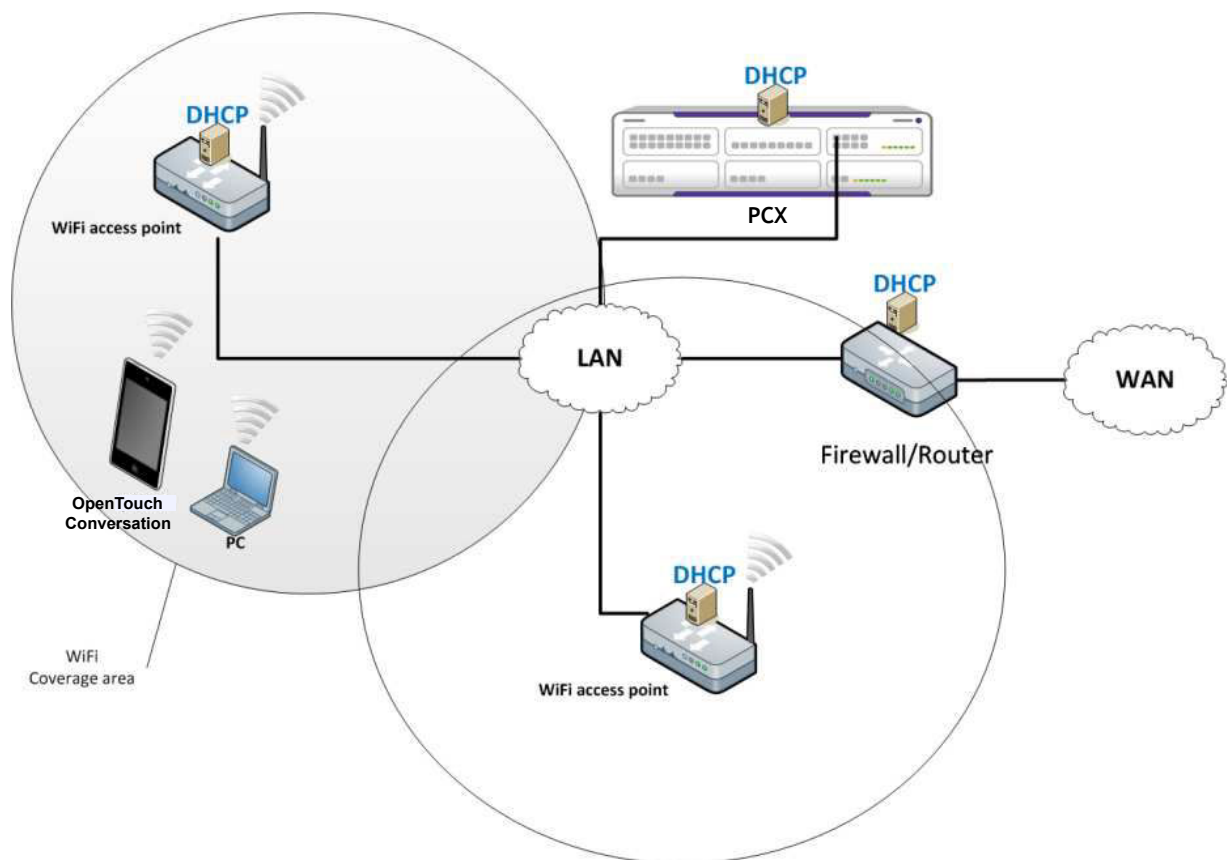 DHCP
DHCP
WiFi access point
PCX
DHCP
LAN
WAN
Firewall/Router
OpenTouch
Conversation
PC
DHCP
WiFi
Coverage area
WiFi access point